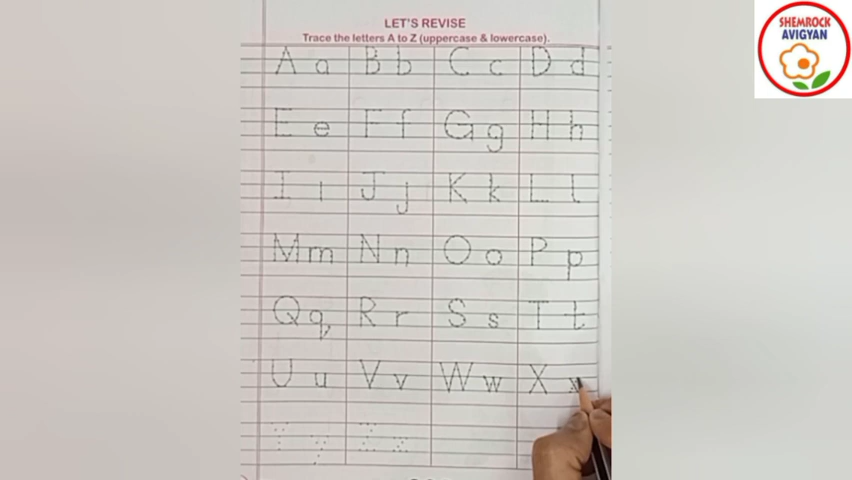 SHEMROCK
AVIGYAN
LET'S REVISE
Trace the letters A to Z (uppercase & lowercase).
A a B b C c D d
E e F f G g H h
I i J j K k L l
M m N n O o P p
Q q R r S s T t
U u V v W w X x
Y y Z z